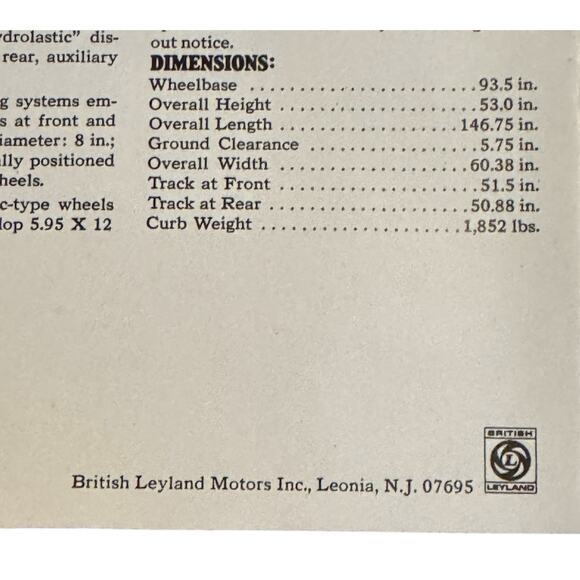 drolastic” dis-
rear, auxiliary
g systems em-
s at front and
iameter: 8 in.;
lly positioned
heels.
c-type wheels
lop 5.95 X 12
out notice.
DIMENSIONS:
Wheelbase ........................93.5 in.
Overall Height .....................53.0 in.
Overall Length ...................146.75 in.
Ground Clearance .................5.75 in.
Overall Width .....................60.38 in.
Track at Front .....................51.5 in.
Track at Rear .....................50.88 in.
Curb Weight .....................1,852 lbs.
British Leyland Motors Inc., Leonia, N.J. 07695
BRITISH
L
LEYLAND